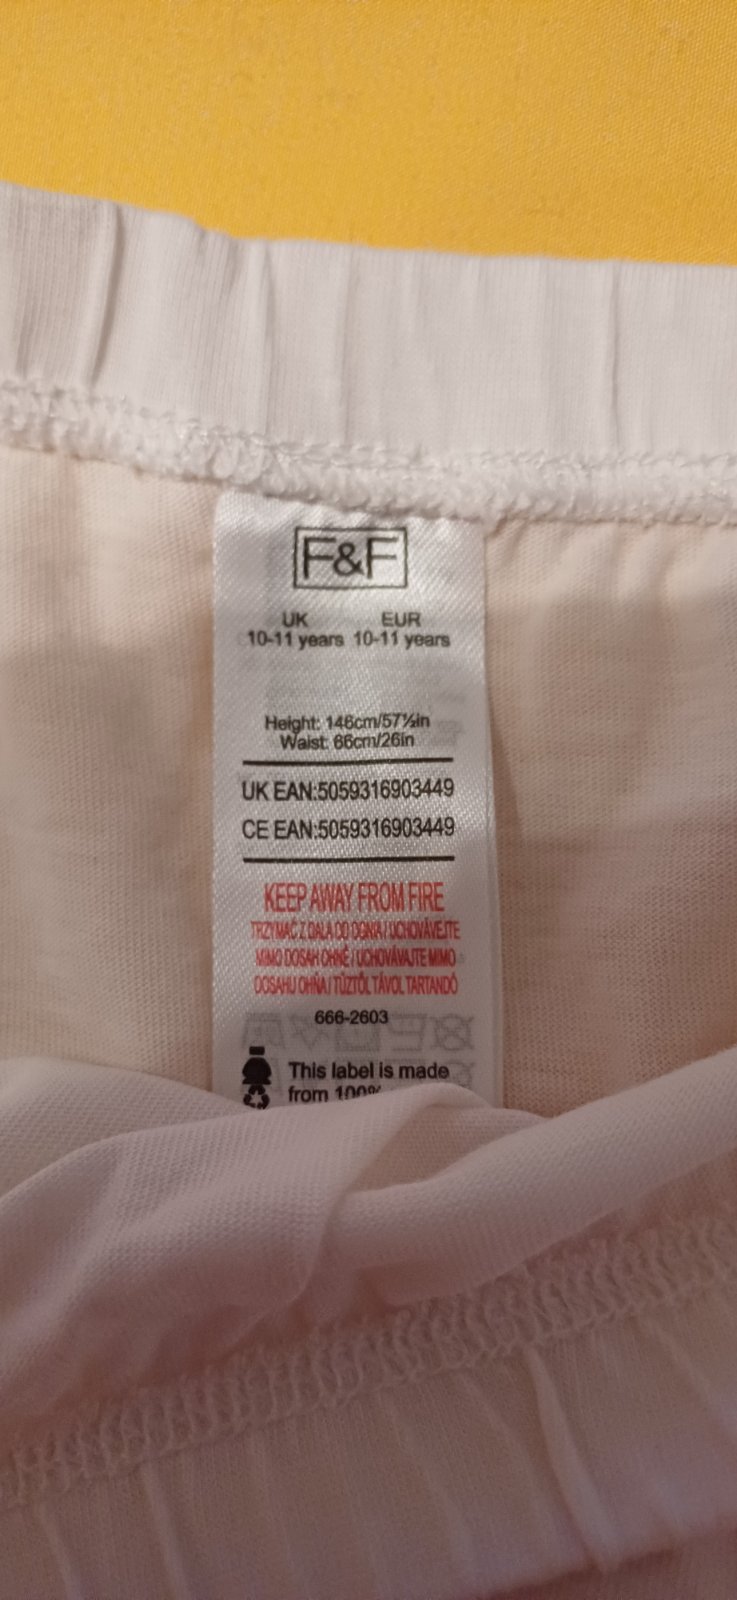 F&F
UK EUR
10-11 years 10-11 years
Height: 146cm/57½in
Waist: 66cm/26in
UK EAN:5059316903449
CE EAN:5059316903449
KEEP AWAY FROM FIRE
TRZYMAĆ Z DALA OD OGNIA / UCHOVÁVEJTE
MIMO DOSAH OHNĚ / UCHOVÁVAJTE MIMO
DOSAHU OHŇA / TŰZTŐL TÁVOL TARTANDÓ
666-2603
This label is made
from 100%